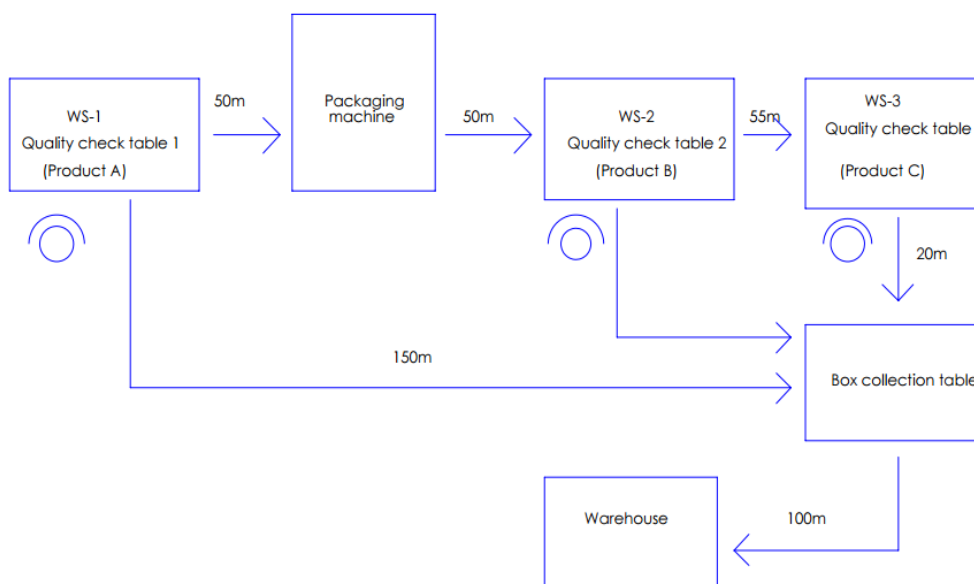 WS-1
Quality check table 1
(Product A)
50m
Packaging
machine
50m
WS-2
Quality check table 2
(Product B)
55m
WS-3
Quality check table
(Product C)
20m
150m
Box collection table
Warehouse
100m